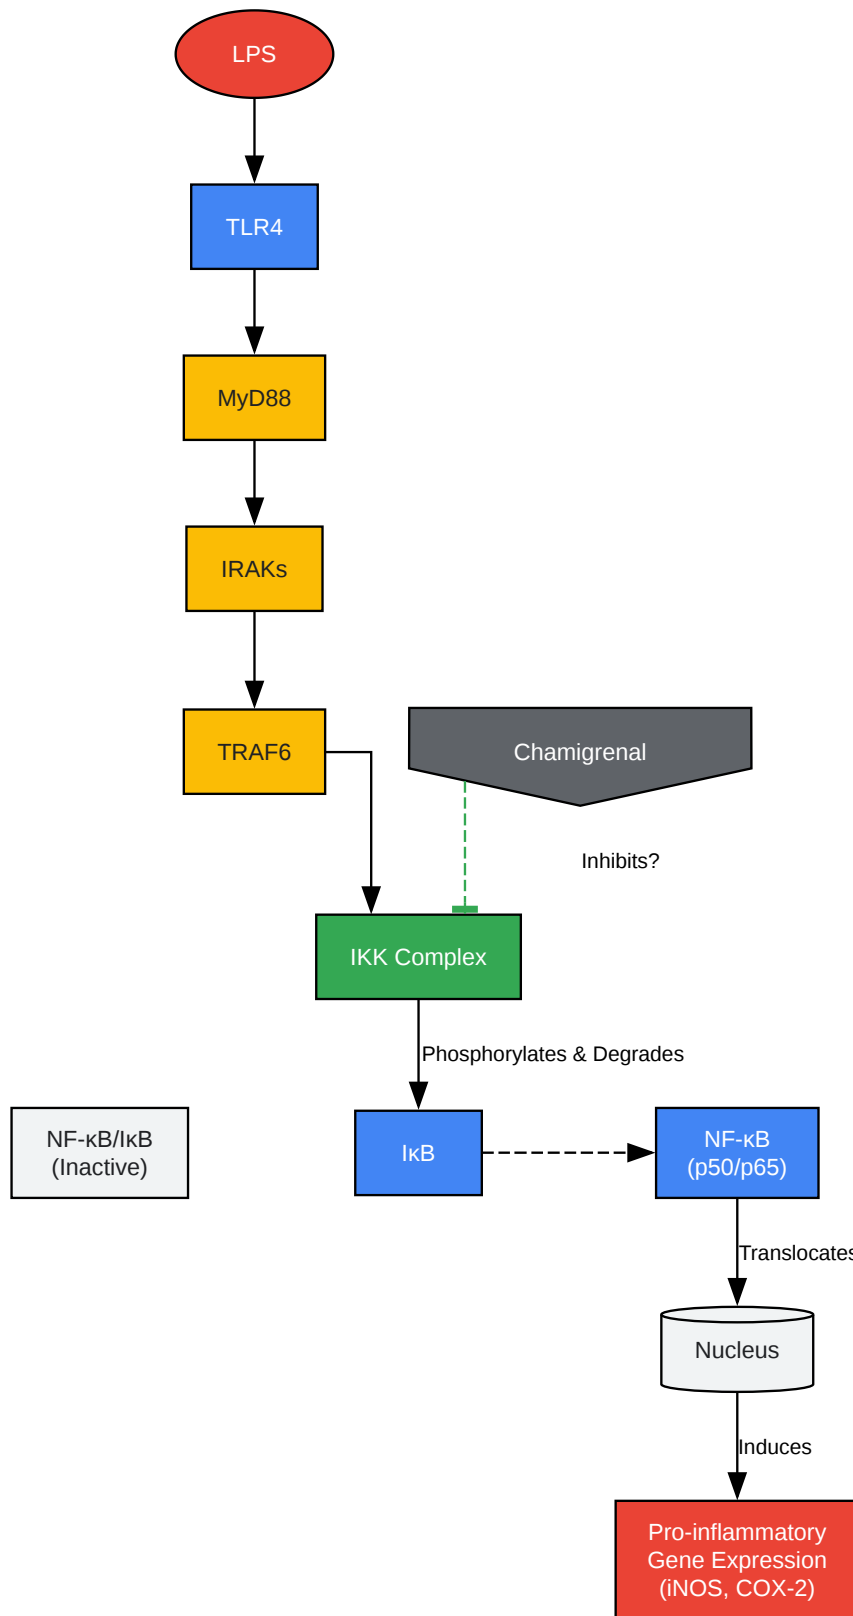 LPS
TLR4
MyD88
IRAKs
TRAF6
Chamigrenal
Inhibits?
IKK Complex
Phosphorylates & Degrades
NF-κB/IκB
(Inactive)
IκB
NF-κB
(p50/p65)
Translocates
Nucleus
Induces
Pro-inflammatory
Gene Expression
(iNOS, COX-2)